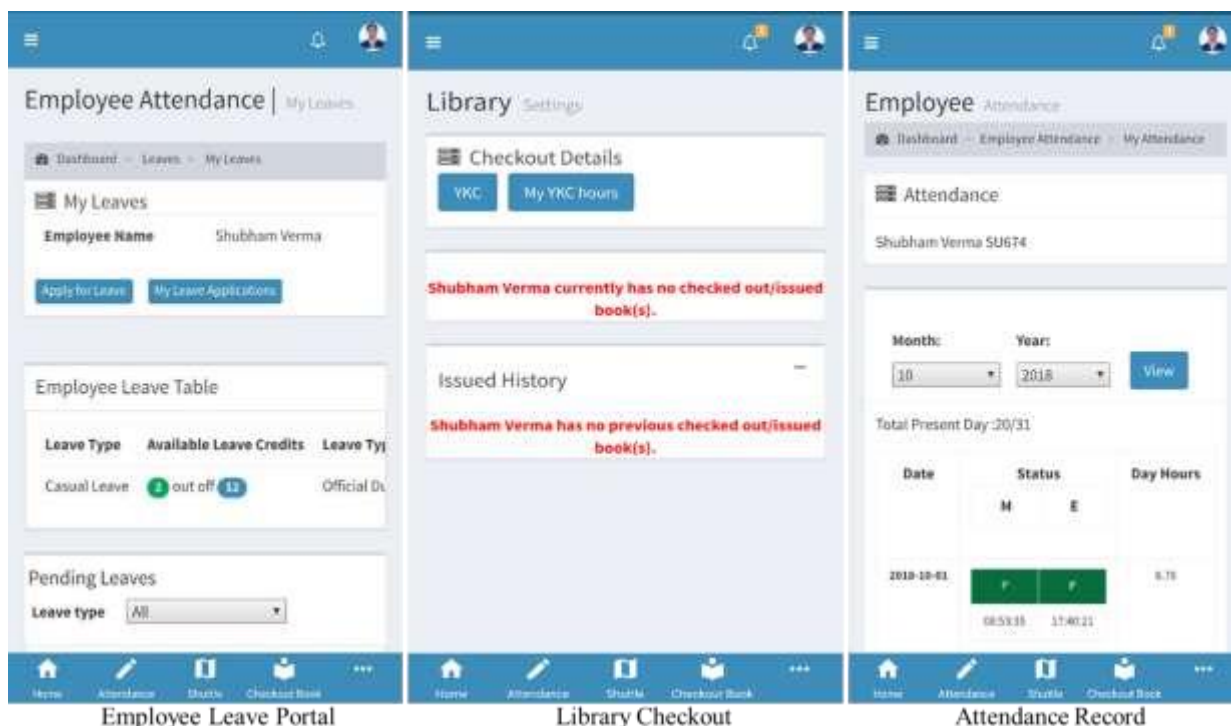 Employee Attendance | My Leaves
Dashboard - Leaves - My Leaves
My Leaves
Employee Name Shubham Verma
Apply for Leave My Leave Applications
Employee Leave Table
Leave Type Available Leave Credits Leave Typ
Casual Leave 2 out off 12 Official Du
Pending Leaves
Leave type All
Home Attendance Shuttle Checkout Book
Employee Leave Portal
Library Settings
Checkout Details
YKC My YKC hours
Shubham Verma currently has no checked out/issued
book(s).
Issued History
Shubham Verma has no previous checked out/issued
book(s).
Home Attendance Shuttle Checkout Book
Library Checkout
Employee Attendance
Dashboard - Employee Attendance - My Attendance
Attendance
Shubham Verma SU674
Month: Year:
10 2018 View
Total Present Day :20/31
Date Status Day Hours
M E
2018-10-01 P P
17:40:21
Home Attendance Shuttle Checkout Book
Attendance Record